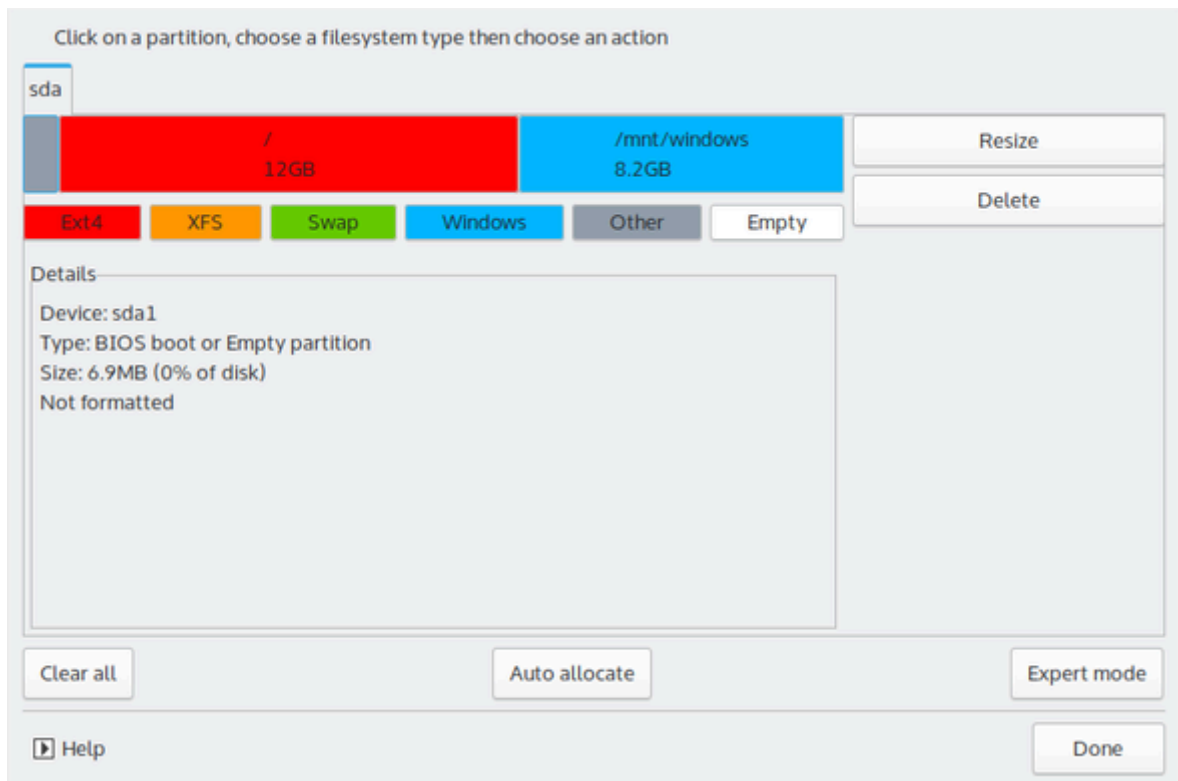 Click on a partition, choose a filesystem type then choose an action
sda
/
12GB
/mnt/windows
8.2GB
Resize
Delete
Ext4
XFS
Swap
Windows
Other
Empty
Details
Device: sda1
Type: BIOS boot or Empty partition
Size: 6.9MB (0% of disk)
Not formatted
Clear all
Auto allocate
Expert mode
Help
Done